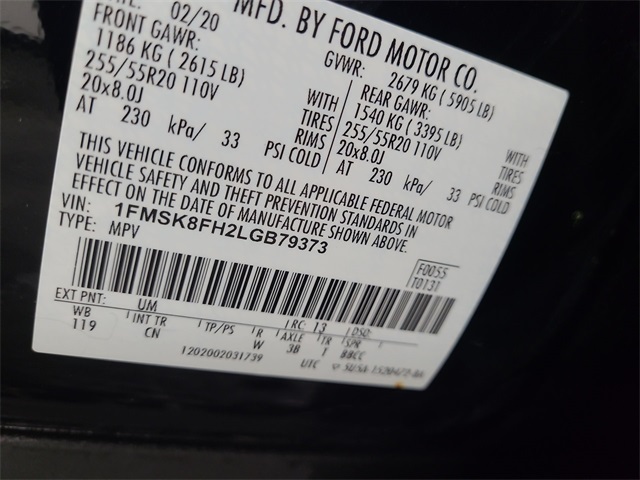 02/20
MFD. BY FORD MOTOR CO.
FRONT GAWR:
GVWR: 2679 KG ( 5905 LB)
1186 KG ( 2615 LB)
REAR GAWR:
1540 KG ( 3395 LB)
255/55R20 110V WITH
255/55R20 110V WITH
20x8.0J TIRES
20x8.0J TIRES
RIMS
RIMS
AT 230 kPa/ 33 PSI COLD
AT 230 kPa/ 33 PSI COLD
THIS VEHICLE CONFORMS TO ALL APPLICABLE FEDERAL MOTOR
VEHICLE SAFETY AND THEFT PREVENTION STANDARDS IN
EFFECT ON THE DATE OF MANUFACTURE SHOWN ABOVE.
VIN: 1FMSK8FH2LGB79373
TYPE: MPV
F0055
T0131
EXT PNT: UM RC: 13 DSO:
WB INT TR TP/PS R AXLE TR SPR
119 CN W 3B T BBCC
1202002031739
UTC